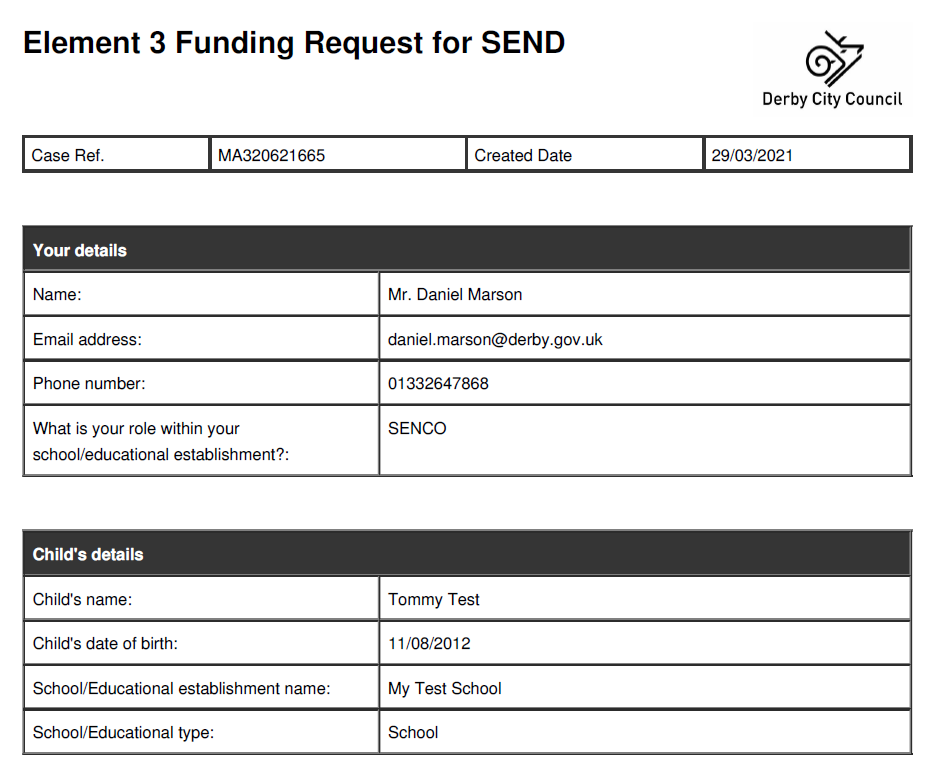 Element 3 Funding Request for SEND
Derby City Council
Case Ref. MA320621665 Created Date 29/03/2021
Your details
Name: Mr. Daniel Marson
Email address: daniel.marson@derby.gov.uk
Phone number: 01332647868
What is your role within your SENCO
school/educational establishment?:
Child's details
Child's name: Tommy Test
Child's date of birth: 11/08/2012
School/Educational establishment name: My Test School
School/Educational type: School